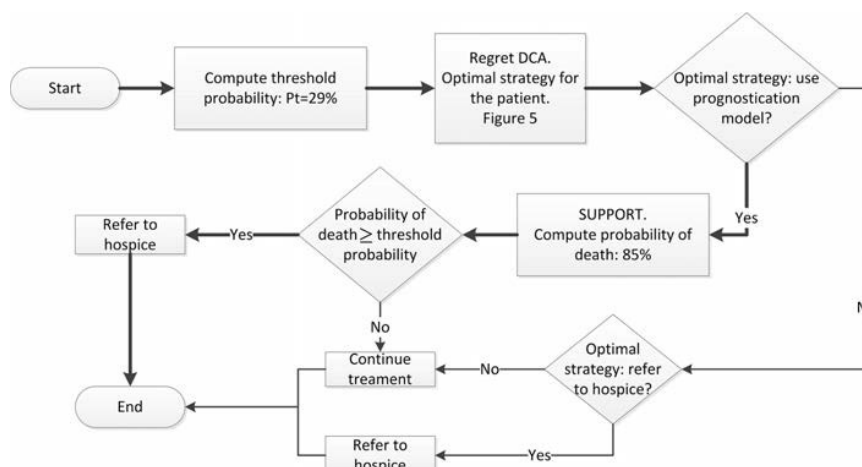 Start
Compute threshold
probability: Pt=29%
Regret DCA.
Optimal strategy for
the patient.
Figure 5
Optimal strategy: use
prognostication
model?
Yes
SUPPORT.
Compute probability of
death: 85%
Probability of
death ≥ threshold
probability
Yes
Refer to
hospice
No
Continue
treament
No
Optimal
strategy: refer
to hospice?
End
Yes
Refer to
hospice